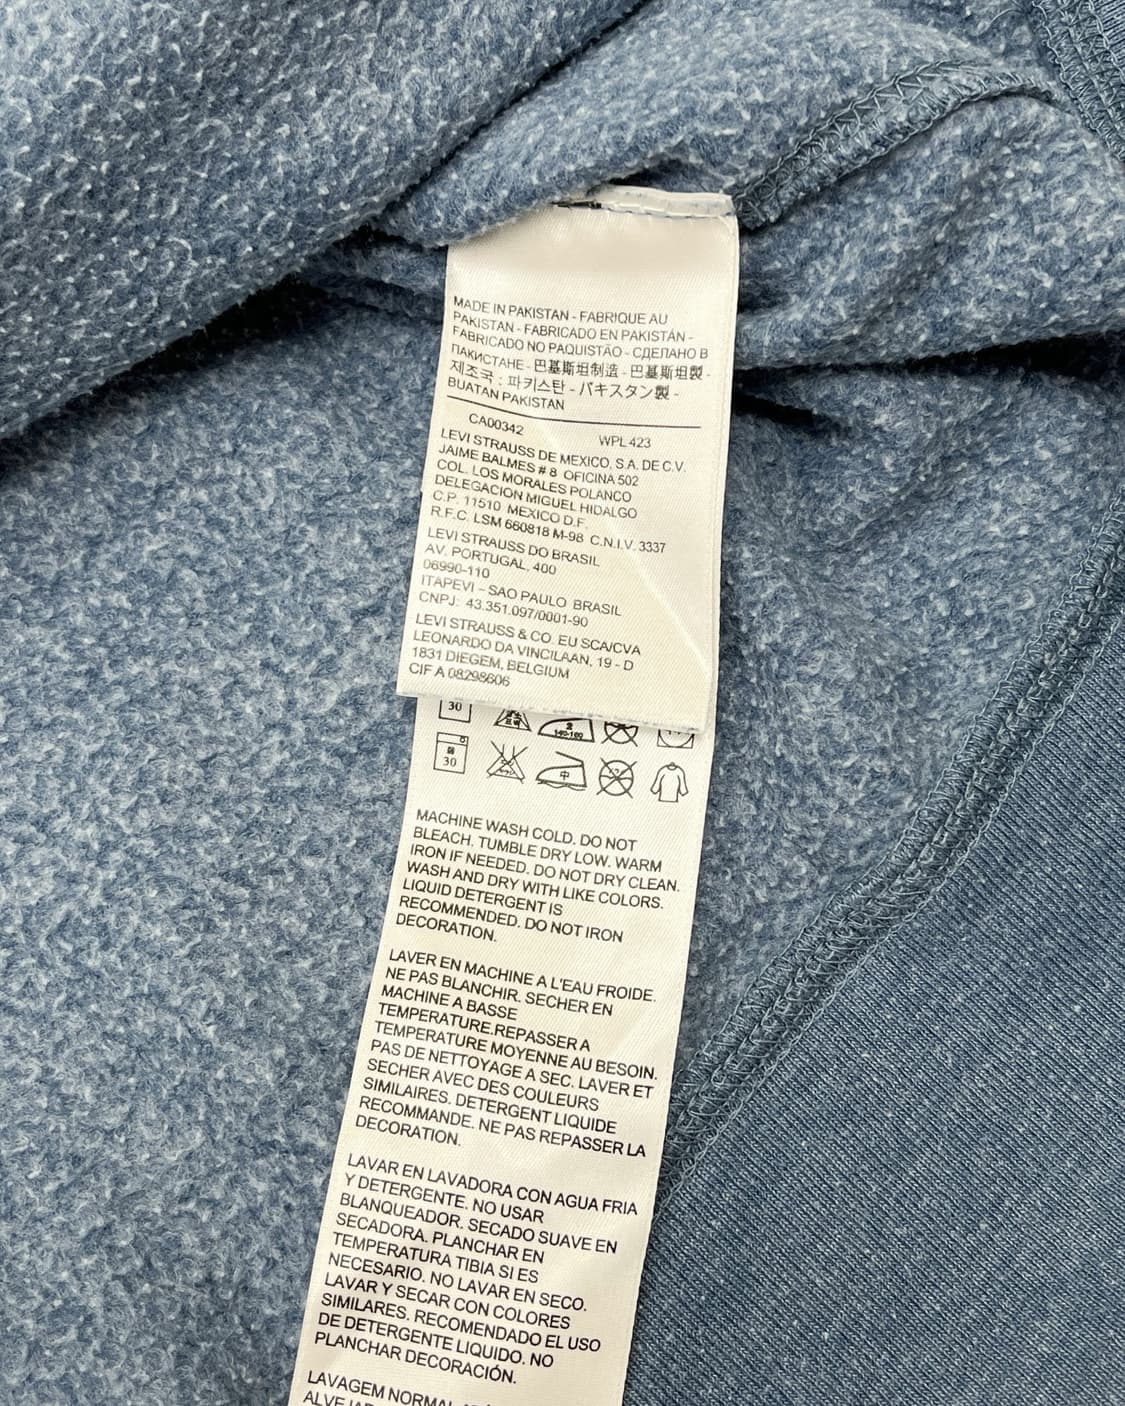 MADE IN PAKISTAN - FABRIQUE AU
PAKISTAN - FABRICADO EN PAKISTÁN -
FABRICADO NO PAQUISTÃO - СДЕЛАНО В
ПАКИСТАНЕ - 巴基斯坦制造 - 巴基斯坦製 -
제조국 : 파키스탄 - パキスタン製 -
BUATAN PAKISTAN
CA00342 WPL 423
LEVI STRAUSS DE MEXICO, S.A. DE C.V.
JAIME BALMES # 8 OFICINA 502
COL. LOS MORALES POLANCO
DELEGACION MIGUEL HIDALGO
C.P. 11510 MEXICO D.F.
R.F.C. LSM 660818 M-98 C.N.I.V. 3337
LEVI STRAUSS DO BRASIL
AV. PORTUGAL, 400
06990-110
ITAPEVI – SAO PAULO BRASIL
CNPJ: 43.351.097/0001-90
LEVI STRAUSS & CO. EU SCA/CVA
LEONARDO DA VINCILAAN, 19 - D
1831 DIEGEM, BELGIUM
CIF A 08298606
30
30 中
MACHINE WASH COLD. DO NOT
BLEACH. TUMBLE DRY LOW. WARM
IRON IF NEEDED. DO NOT DRY CLEAN.
WASH AND DRY WITH LIKE COLORS.
LIQUID DETERGENT IS
RECOMMENDED. DO NOT IRON
DECORATION.
LAVER EN MACHINE A L'EAU FROIDE.
NE PAS BLANCHIR. SECHER EN
MACHINE A BASSE
TEMPERATURE.REPASSER A
TEMPERATURE MOYENNE AU BESOIN.
PAS DE NETTOYAGE A SEC. LAVER ET
SECHER AVEC DES COULEURS
SIMILAIRES. DETERGENT LIQUIDE
RECOMMANDE. NE PAS REPASSER LA
DECORATION.
LAVAR EN LAVADORA CON AGUA FRIA
Y DETERGENTE. NO USAR
BLANQUEADOR. SECADO SUAVE EN
SECADORA. PLANCHAR EN
TEMPERATURA TIBIA SI ES
NECESARIO. NO LAVAR EN SECO.
LAVAR Y SECAR CON COLORES
SIMILARES. RECOMENDADO EL USO
DE DETERGENTE LIQUIDO. NO
PLANCHAR DECORACIÓN.
LAVAGEM NORMAL